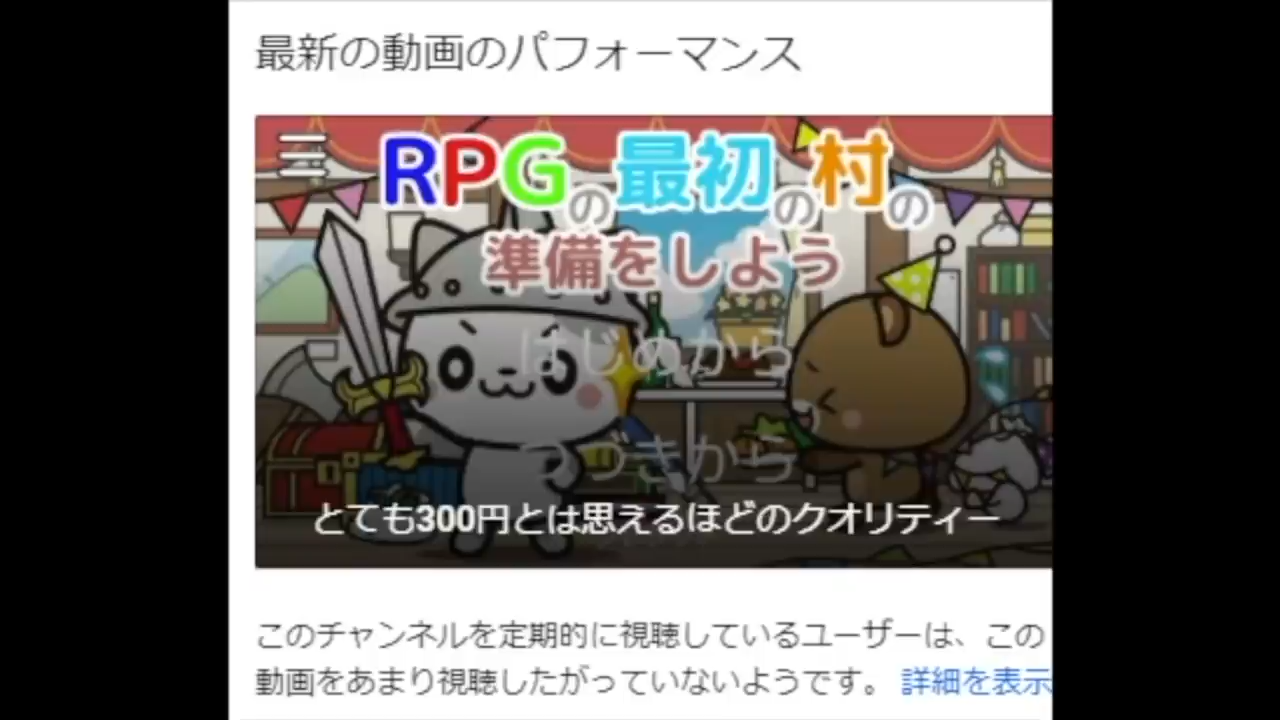 最新の動画のパフォーマンス
RPGの最初の村の
準備をしよう
はじめから
つづきから
とても300円とは思えるほどのクオリティー
このチャンネルを定期的に視聴しているユーザーは、この
動画をあまり視聴したがっていないようです。 詳細を表示